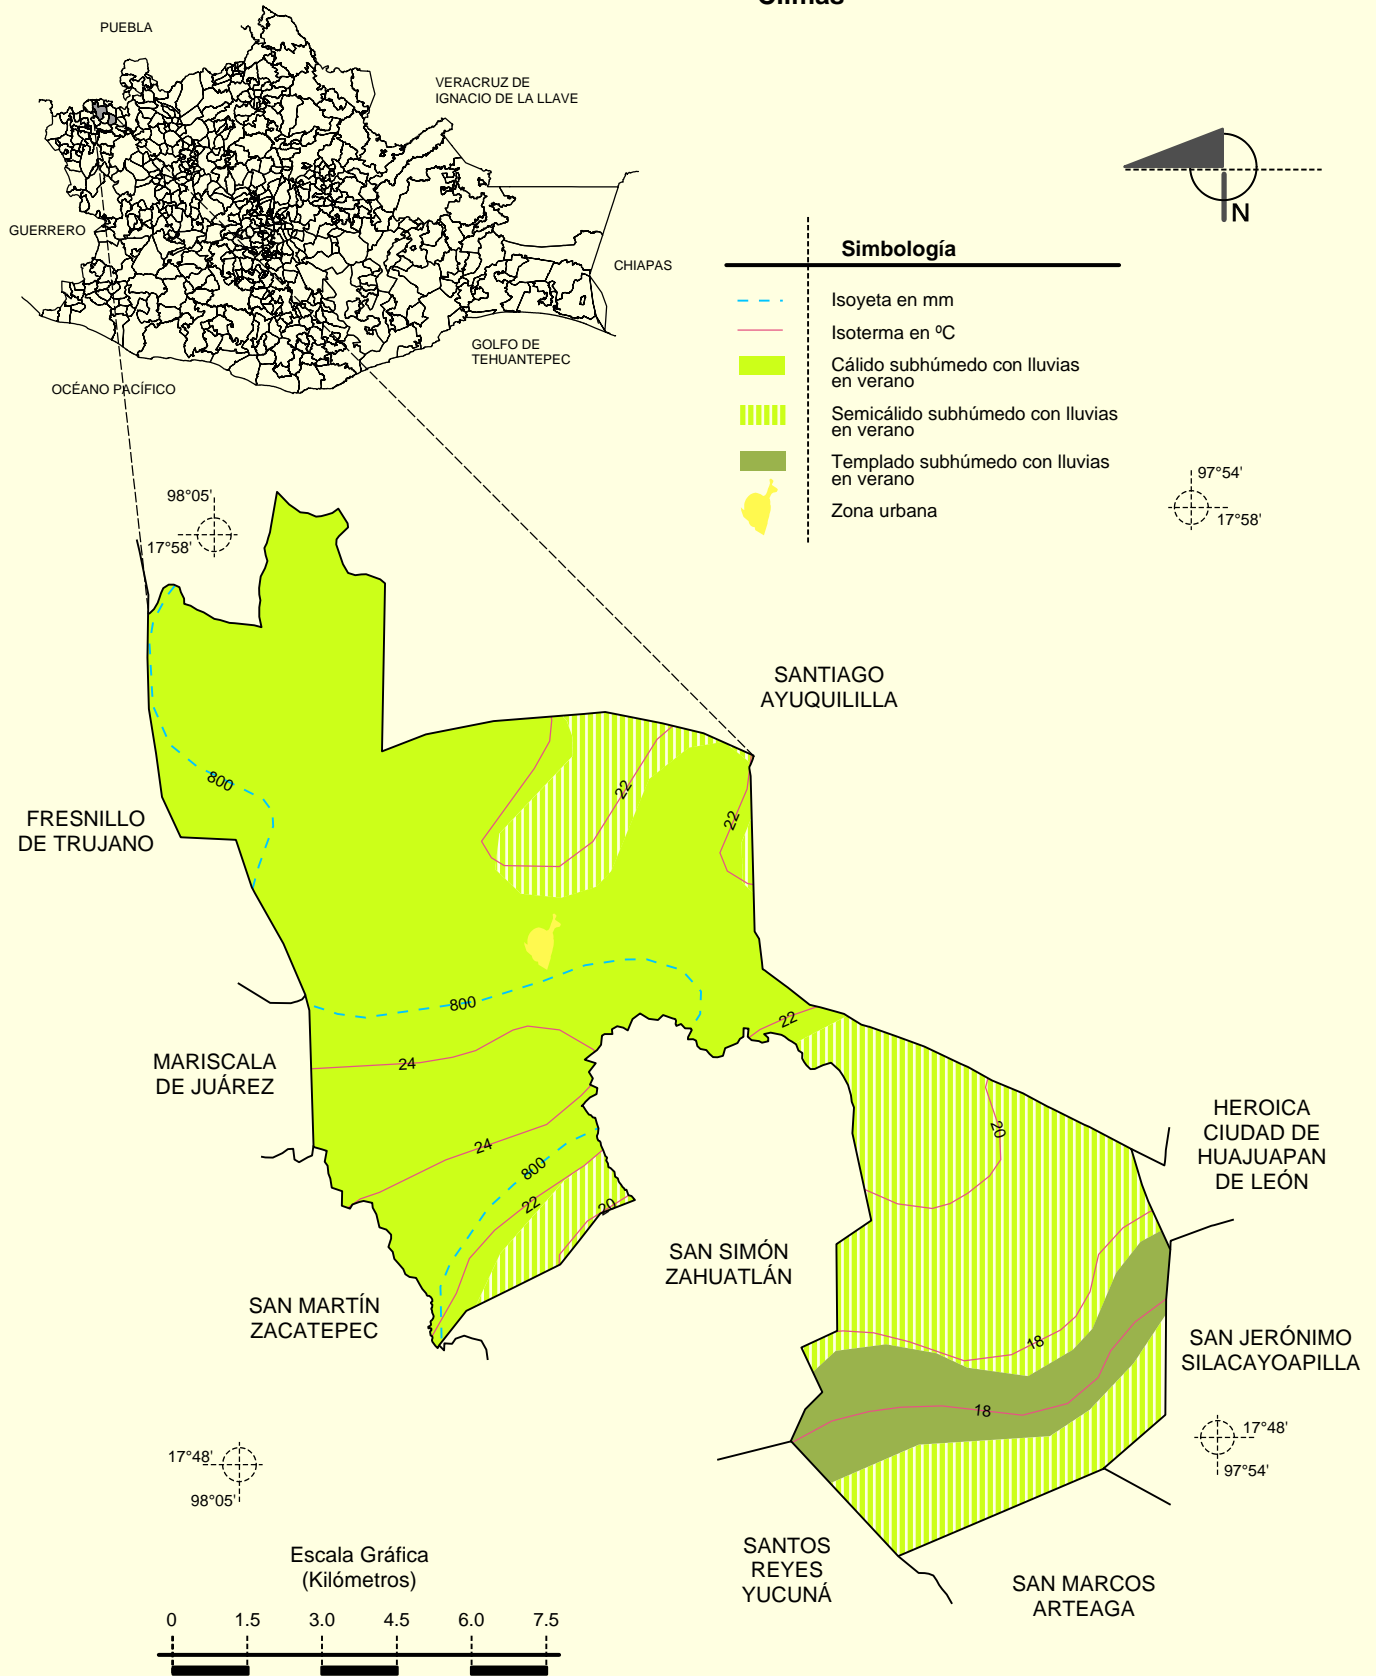 Climas
PUEBLA
VERACRUZ DE
IGNACIO DE LA LLAVE
GUERRERO
CHIAPAS
GOLFO DE
TEHUANTEPEC
OCÉANO PACÍFICO
N
Simbología
Isoyeta en mm
Isoterma en ºC
Cálido subhúmedo con lluvias
en verano
Semicálido subhúmedo con lluvias
en verano
Templado subhúmedo con lluvias
en verano
Zona urbana
98°05'
17°58'
97°54'
17°58'
SANTIAGO
AYUQUILILLA
800
22
22
FRESNILLO
DE TRUJANO
800
22
24
MARISCALA
DE JUÁREZ
24
800
22
20
20
HEROICA
CIUDAD DE
HUAJUAPAN
DE LEÓN
SAN SIMÓN
ZAHUATLÁN
SAN MARTÍN
ZACATEPEC
18
SAN JERÓNIMO
SILACAYOAPILLA
18
17°48'
98°05'
17°48'
97°54'
SANTOS
REYES
YUCUNÁ
SAN MARCOS
ARTEAGA
Escala Gráfica
(Kilómetros)
0 1.5 3.0 4.5 6.0 7.5